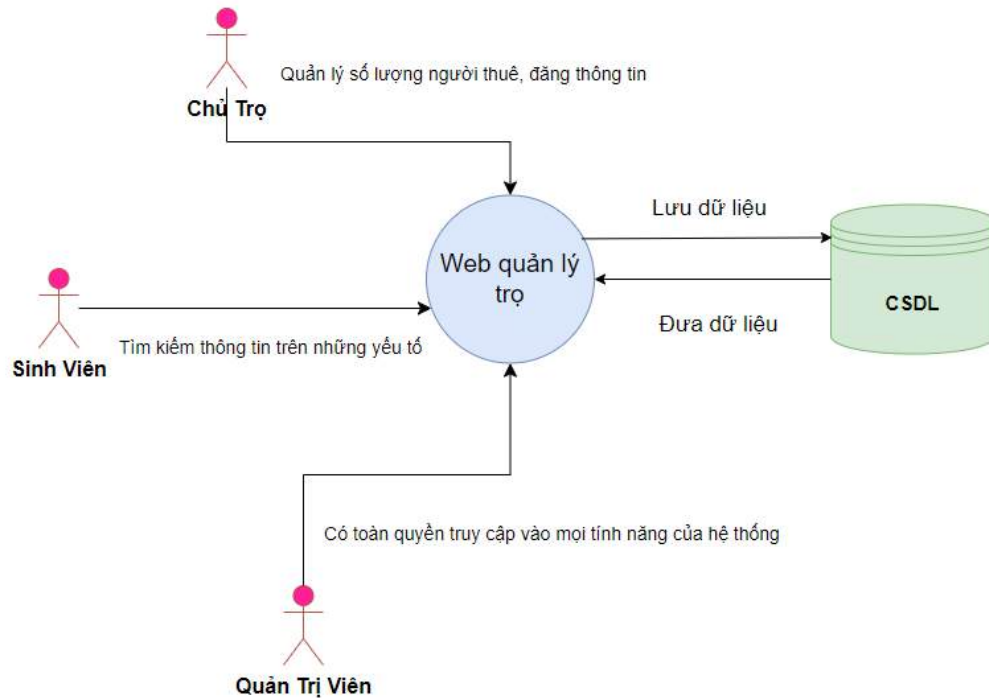 Quản lý số lượng người thuê, đăng thông tin
Chủ Trọ
Lưu dữ liệu
Web quản lý
trọ
CSDL
Đưa dữ liệu
Tìm kiếm thông tin trên những yếu tố
Sinh Viên
Có toàn quyền truy cập vào mọi tính năng của hệ thống
Quản Trị Viên